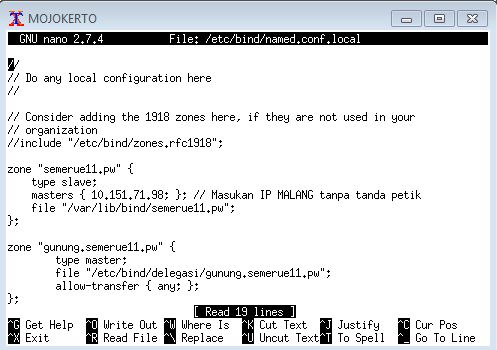 MOJOKERTO
GNU nano 2.7.4 File: /etc/bind/named.conf.local
//
// Do any local configuration here
//
// Consider adding the 1918 zones here, if they are not used in your
// organization
//include "/etc/bind/zones.rfc1918";
zone "semerue11.pw" {
type slave;
masters { 10.151.71.98; }; // Masukan IP MALANG tanpa tanda petik
file "/var/lib/bind/semerue11.pw";
};
zone "gunung.semerue11.pw" {
type master;
file "/etc/bind/delegasi/gunung.semerue11.pw";
allow-transfer { any; };
};
[ Read 19 lines ]
^G Get Help ^O Write Out ^W Where Is ^K Cut Text ^J Justify ^C Cur Pos
^X Exit ^R Read File ^\ Replace ^U Uncut Text ^T To Spell ^_ Go To Line